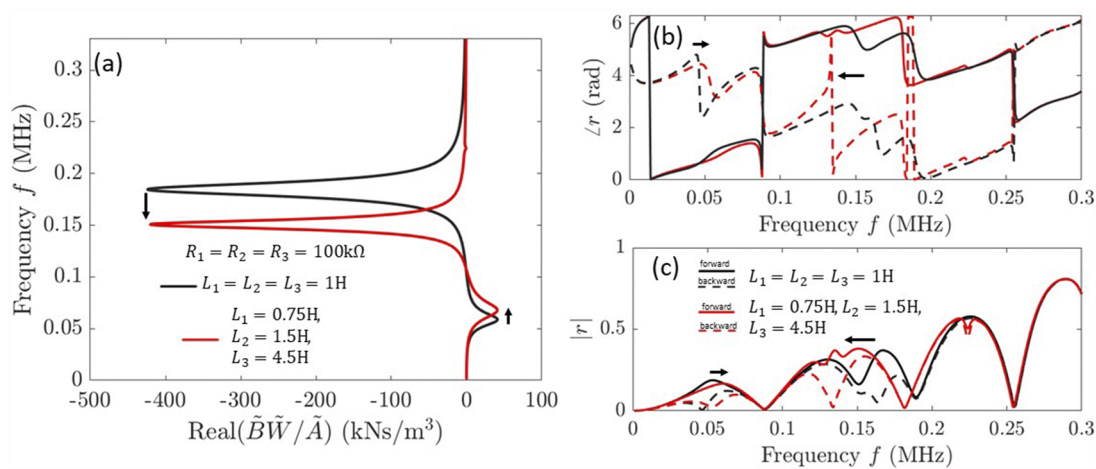 (a)
Frequency f (MHz)
0.3
0.25
0.2
0.15
0.1
0.05
0
-500 -400 -300 -200 -100 0 100
Real(B̃W̃/Ã) (kNs/m³)
R₁ = R₂ = R₃ = 100kΩ
L₁ = L₂ = L₃ = 1H
L₁ = 0.75H,
L₂ = 1.5H,
L₃ = 4.5H
(b)
∠r (rad)
6
4
2
0
0 0.05 0.1 0.15 0.2 0.25 0.3
Frequency f (MHz)
(c)
|r|
1
0.5
0
forward
backward
L₁ = L₂ = L₃ = 1H
forward
backward
L₁ = 0.75H, L₂ = 1.5H,
L₃ = 4.5H
0 0.05 0.1 0.15 0.2 0.25 0.3
Frequency f (MHz)